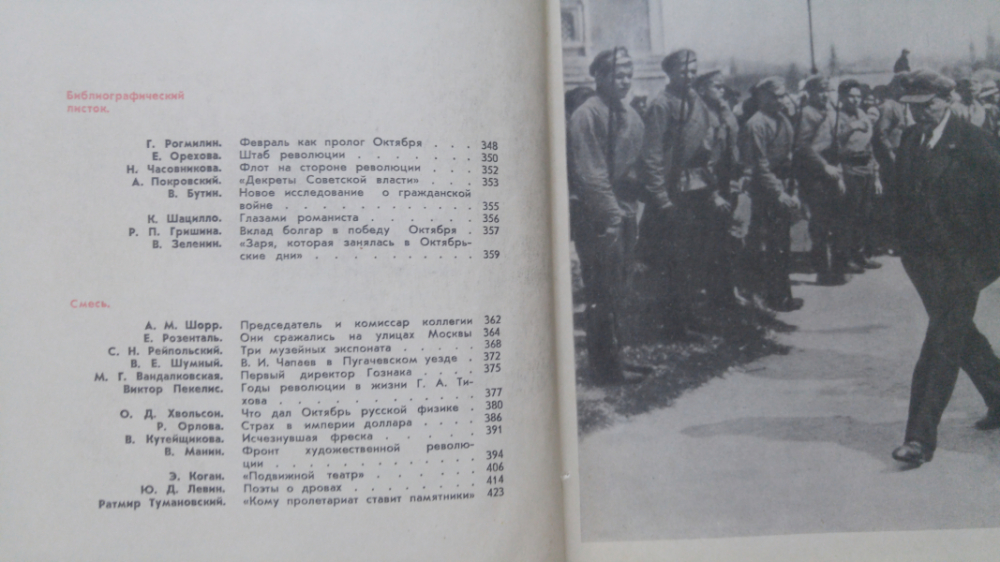 Библиографический
листок.
Г. Рогмилин. Февраль как пролог Октября . . . 348
Е. Орехова. Штаб революции . . . . . . . 350
Н. Часовникова. Флот на стороне революции . . . 352
А. Покровский. «Декреты Советской власти» . . . 353
В. Бутин. Новое исследование о гражданской
войне . . . . . . . . . . . 355
К. Шацилло. Глазами романиста . . . . . . 356
Р. П. Гришина. Вклад болгар в победу Октября . 357
В. Зеленин. «Заря, которая занялась в Октябрь-
ские дни» . . . . . . . . . 359
Смесь.
А. М. Шорр. Председатель и комиссар коллегии 362
Е. Розенталь. Они сражались на улицах Москвы 364
С. Н. Рейпольский. Три музейных экспоната . . . . . 368
В. Е. Шумный. В. И. Чапаев в Пугачевском уезде . 372
М. Г. Вандалковская. Первый директор Гознака . . . . 375
Виктор Пекелис. Годы революции в жизни Г. А. Ти-
хова . . . . . . . . . . . 377
О. Д. Хвольсон. Что дал Октябрь русской физике . 380
Р. Орлова. Страх в империи доллара . . . . 386
В. Кутейщикова. Исчезнувшая фреска . . . . . . 391
В. Манин. Фронт художественной револю-
ции . . . . . . . . . . . . 394
Э. Коган. «Подвижной театр» . . . . . . 406
Ю. Д. Левин. Поэты о дровах . . . . . . . 414
Ратмир Тумановский. «Кому пролетариат ставит памятники» 423